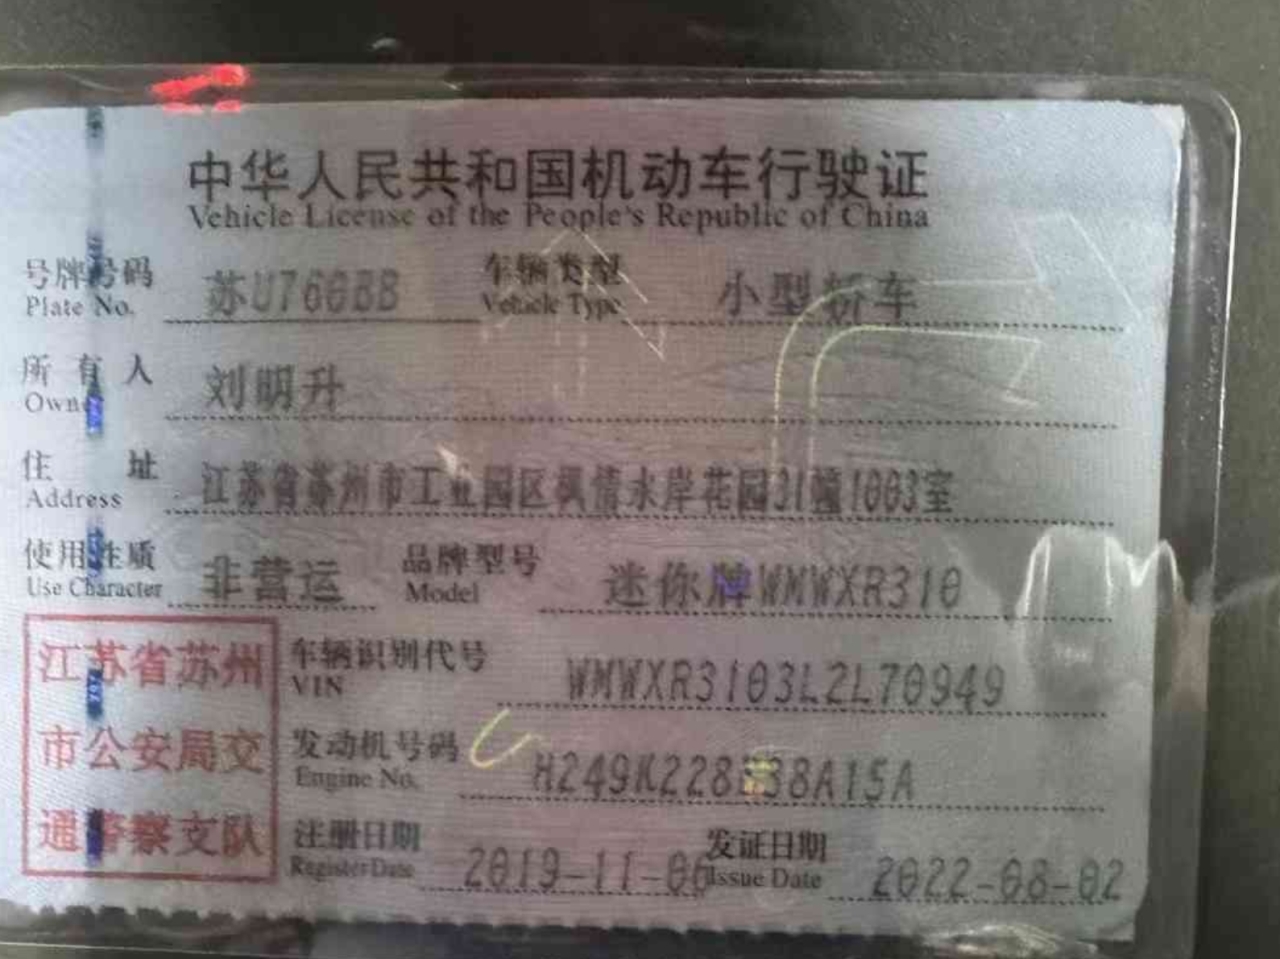 中华人民共和国机动车行驶证
Vehicle License of the People's Republic of China
号牌号码 苏U760BB 车辆类型 小型轿车
Plate No. Vehicle Type
所有人 刘明升
Owner
住址 江苏省苏州市工业园区枫情水岸花园31幢1003室
Address
使用性质 非营运 品牌型号 迷你牌WMWXR310
Use Character Model
江苏省苏州 车辆识别代号 WMWXR3103L2L70949
VIN
市公安局交 发动机号码
Engine No.
通警察支队 注册日期 2019-11-06 发证日期 2022-08-02
Register Date Issue Date